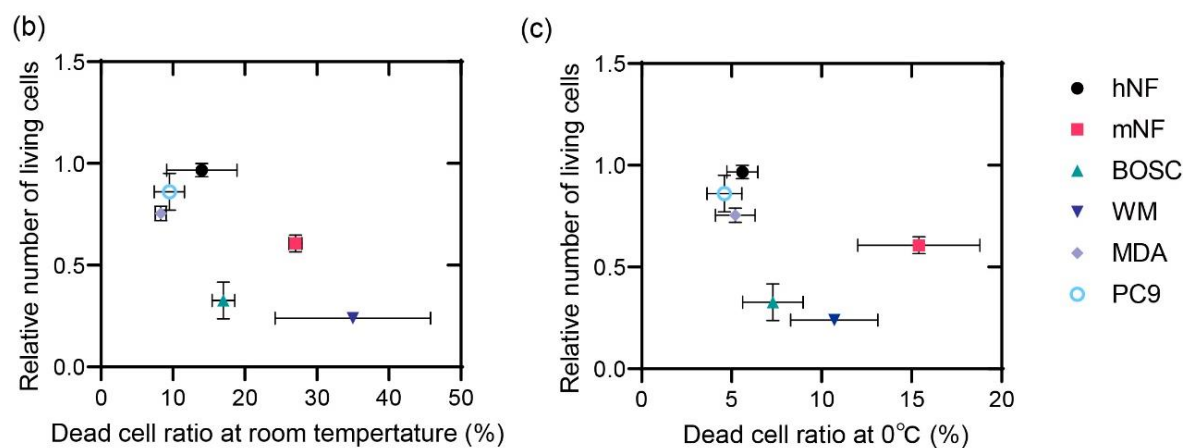 (b)
Relative number of living cells
1.5
1.0
0.5
0.0
0
10
20
30
40
50
Dead cell ratio at room tempertature (%)
(c)
Relative number of living cells
1.5
1.0
0.5
0.0
0
5
10
15
20
Dead cell ratio at 0°C (%)
hNF
mNF
BOSC
WM
MDA
PC9